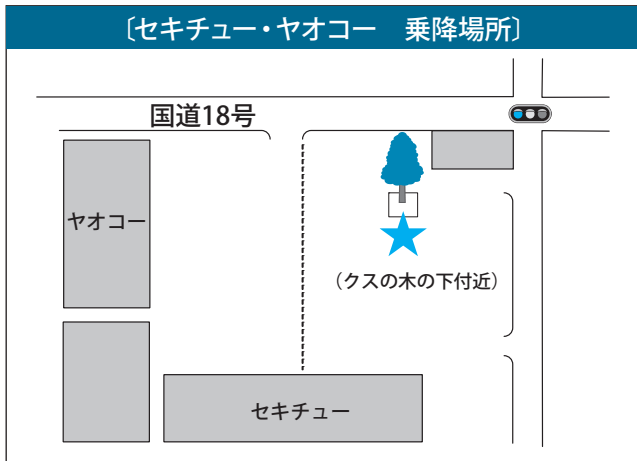 〔セキチュー・ヤオコー　乗降場所〕
国道18号
ヤオコー
（クスの木の下付近）
セキチュー